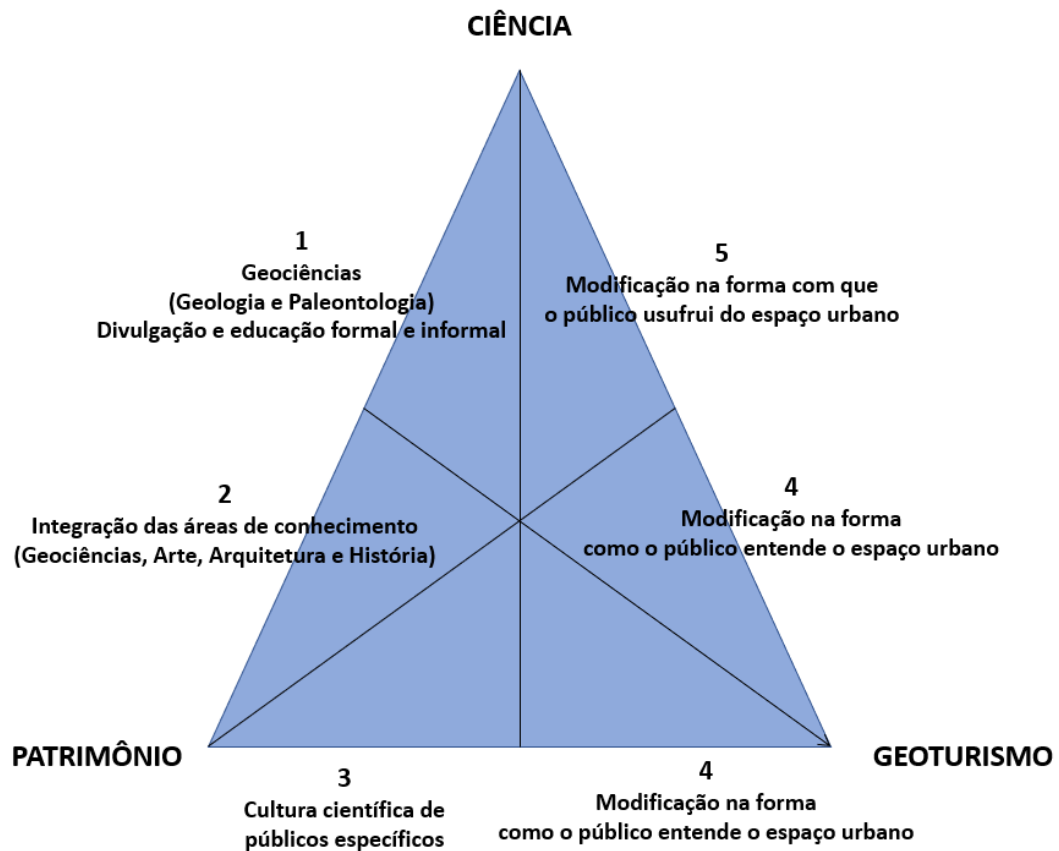 CIÊNCIA
1
Geociências
(Geologia e Paleontologia)
Divulgação e educação formal e informal
5
Modificação na forma com que
o público usufrui do espaço urbano
2
Integração das áreas de conhecimento
(Geociências, Arte, Arquitetura e História)
4
Modificação na forma
como o público entende o espaço urbano
PATRIMÔNIO
GEOTURISMO
3
Cultura científica de
públicos específicos
4
Modificação na forma
como o público entende o espaço urbano